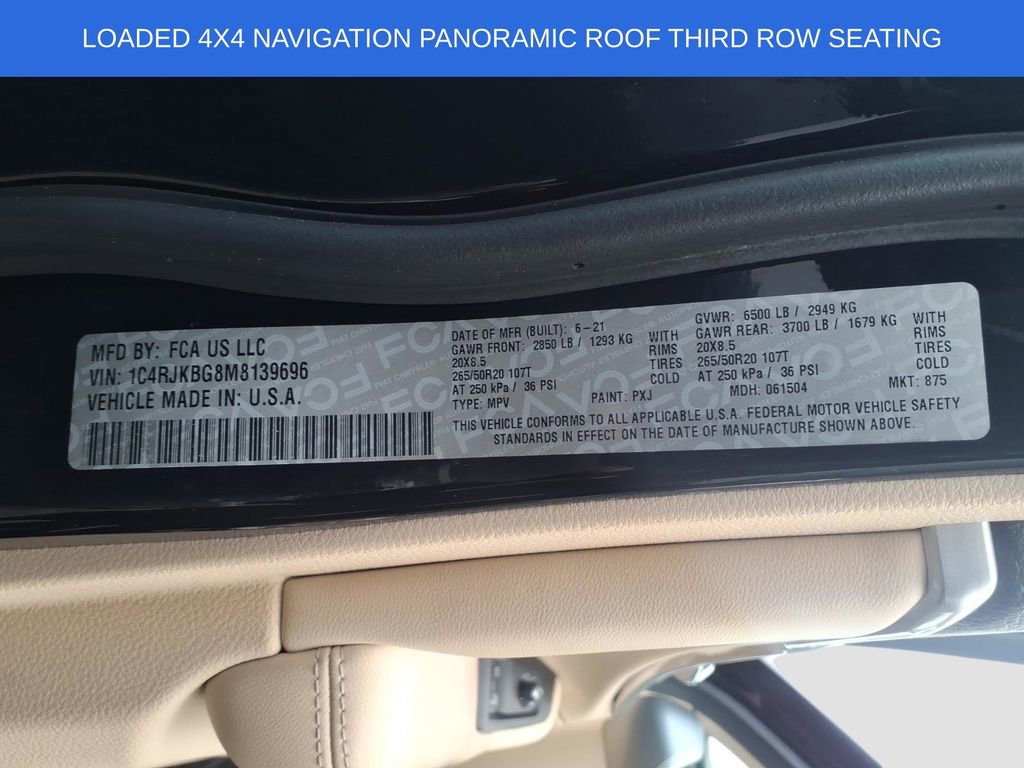 LOADED 4X4 NAVIGATION PANORAMIC ROOF THIRD ROW SEATING
MFD BY: FCA US LLC
VIN: 1C4RJKBG8M8139696
VEHICLE MADE IN: U.S.A.
DATE OF MFR (BUILT): 6-21
GAWR FRONT: 2850 LB / 1293 KG WITH
20X8.5 RIMS
265/50R20 107T TIRES
AT 250 kPa / 36 PSI COLD
TYPE: MPV PAINT: PXJ
GVWR: 6500 LB / 2949 KG
GAWR REAR: 3700 LB / 1679 KG WITH
20X8.5 RIMS
265/50R20 107T TIRES
AT 250 kPa / 36 PSI COLD
MDH: 061504 MKT: 875
THIS VEHICLE CONFORMS TO ALL APPLICABLE U.S.A. FEDERAL MOTOR VEHICLE SAFETY
STANDARDS IN EFFECT ON THE DATE OF MANUFACTURE SHOWN ABOVE.